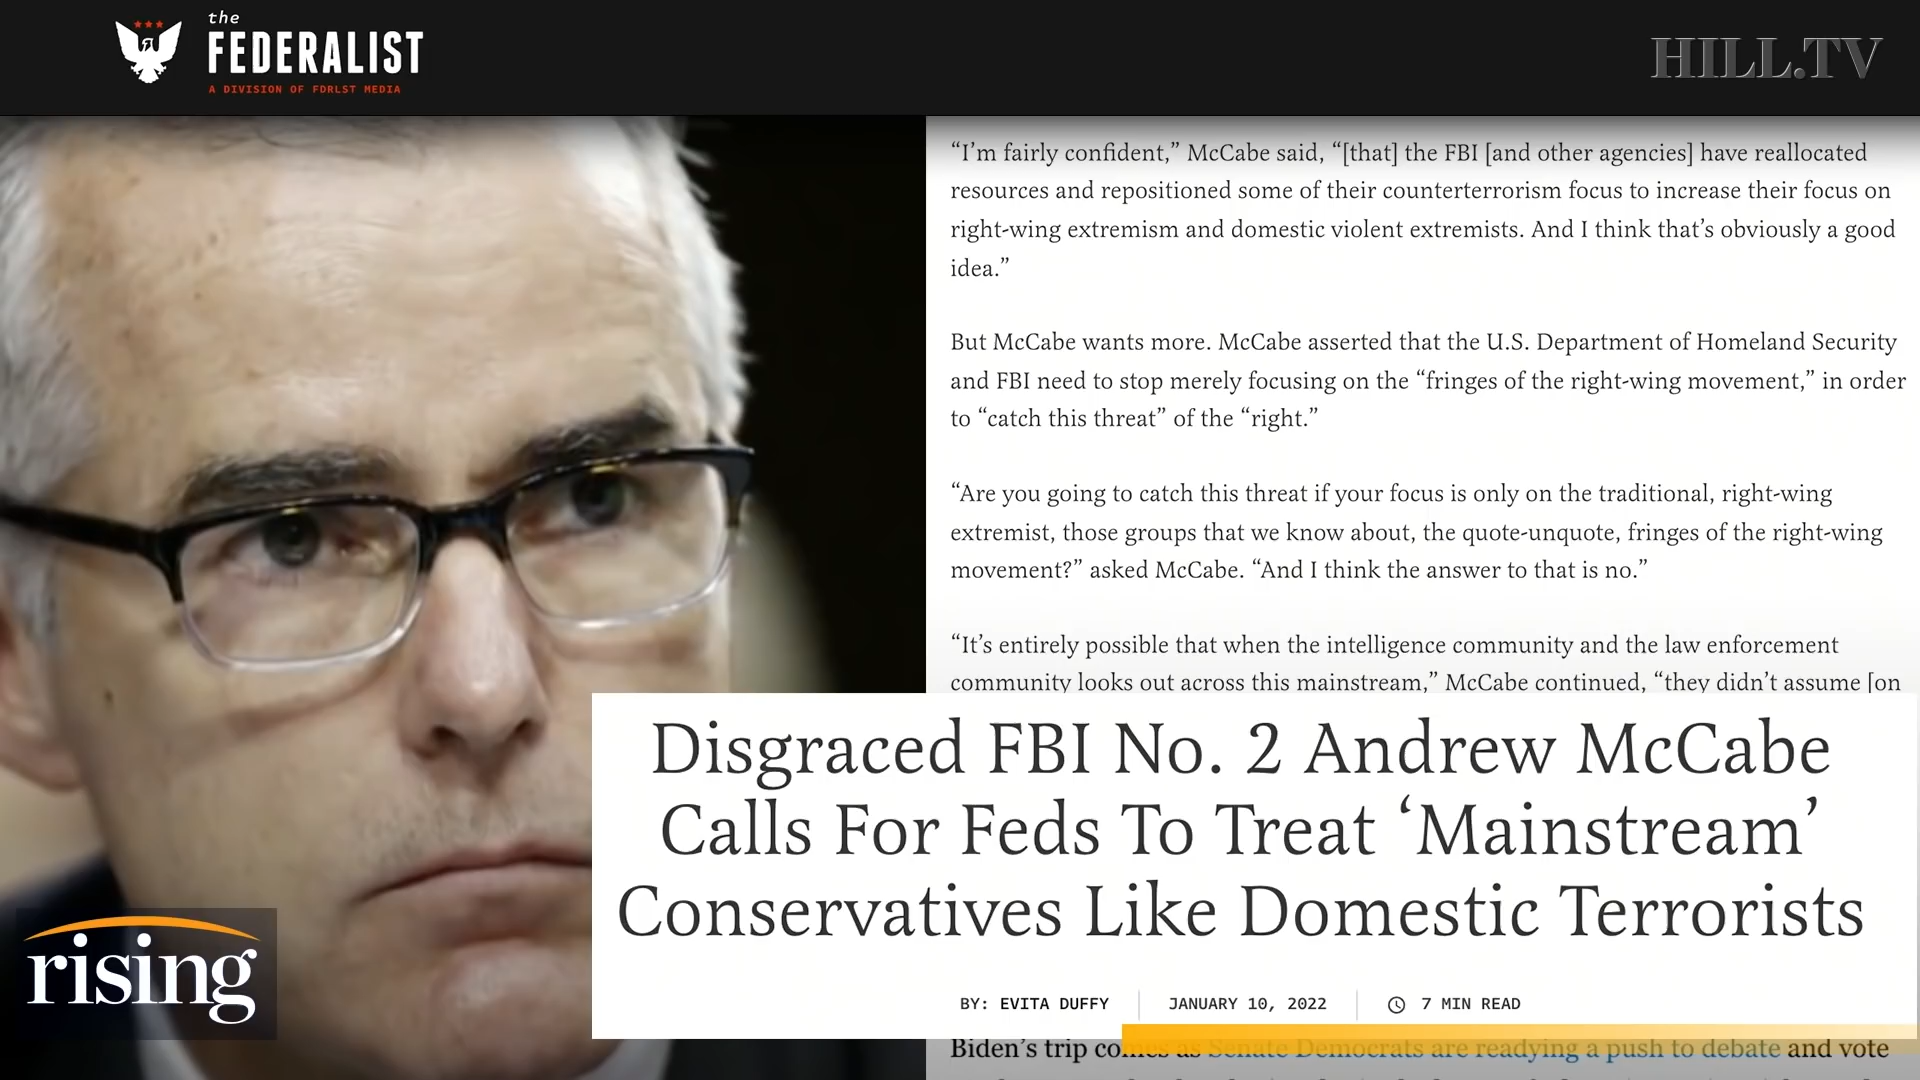 the
FEDERALIST
A DIVISION OF FDRLST MEDIA
HILL.TV
“I’m fairly confident,” McCabe said, “[that] the FBI [and other agencies] have reallocated
resources and repositioned some of their counterterrorism focus to increase their focus on
right-wing extremism and domestic violent extremists. And I think that’s obviously a good
idea.”
But McCabe wants more. McCabe asserted that the U.S. Department of Homeland Security
and FBI need to stop merely focusing on the “fringes of the right-wing movement,” in order
to “catch this threat” of the “right.”
“Are you going to catch this threat if your focus is only on the traditional, right-wing
extremist, those groups that we know about, the quote-unquote, fringes of the right-wing
movement?” asked McCabe. “And I think the answer to that is no.”
“It’s entirely possible that when the intelligence community and the law enforcement
community looks out across this mainstream,” McCabe continued, “they didn’t assume [on
Disgraced FBI No. 2 Andrew McCabe
Calls For Feds To Treat ‘Mainstream’
Conservatives Like Domestic Terrorists
BY: EVITA DUFFY JANUARY 10, 2022 7 MIN READ
rising
Biden’s trip comes as Senate Democrats are readying a push to debate and vote